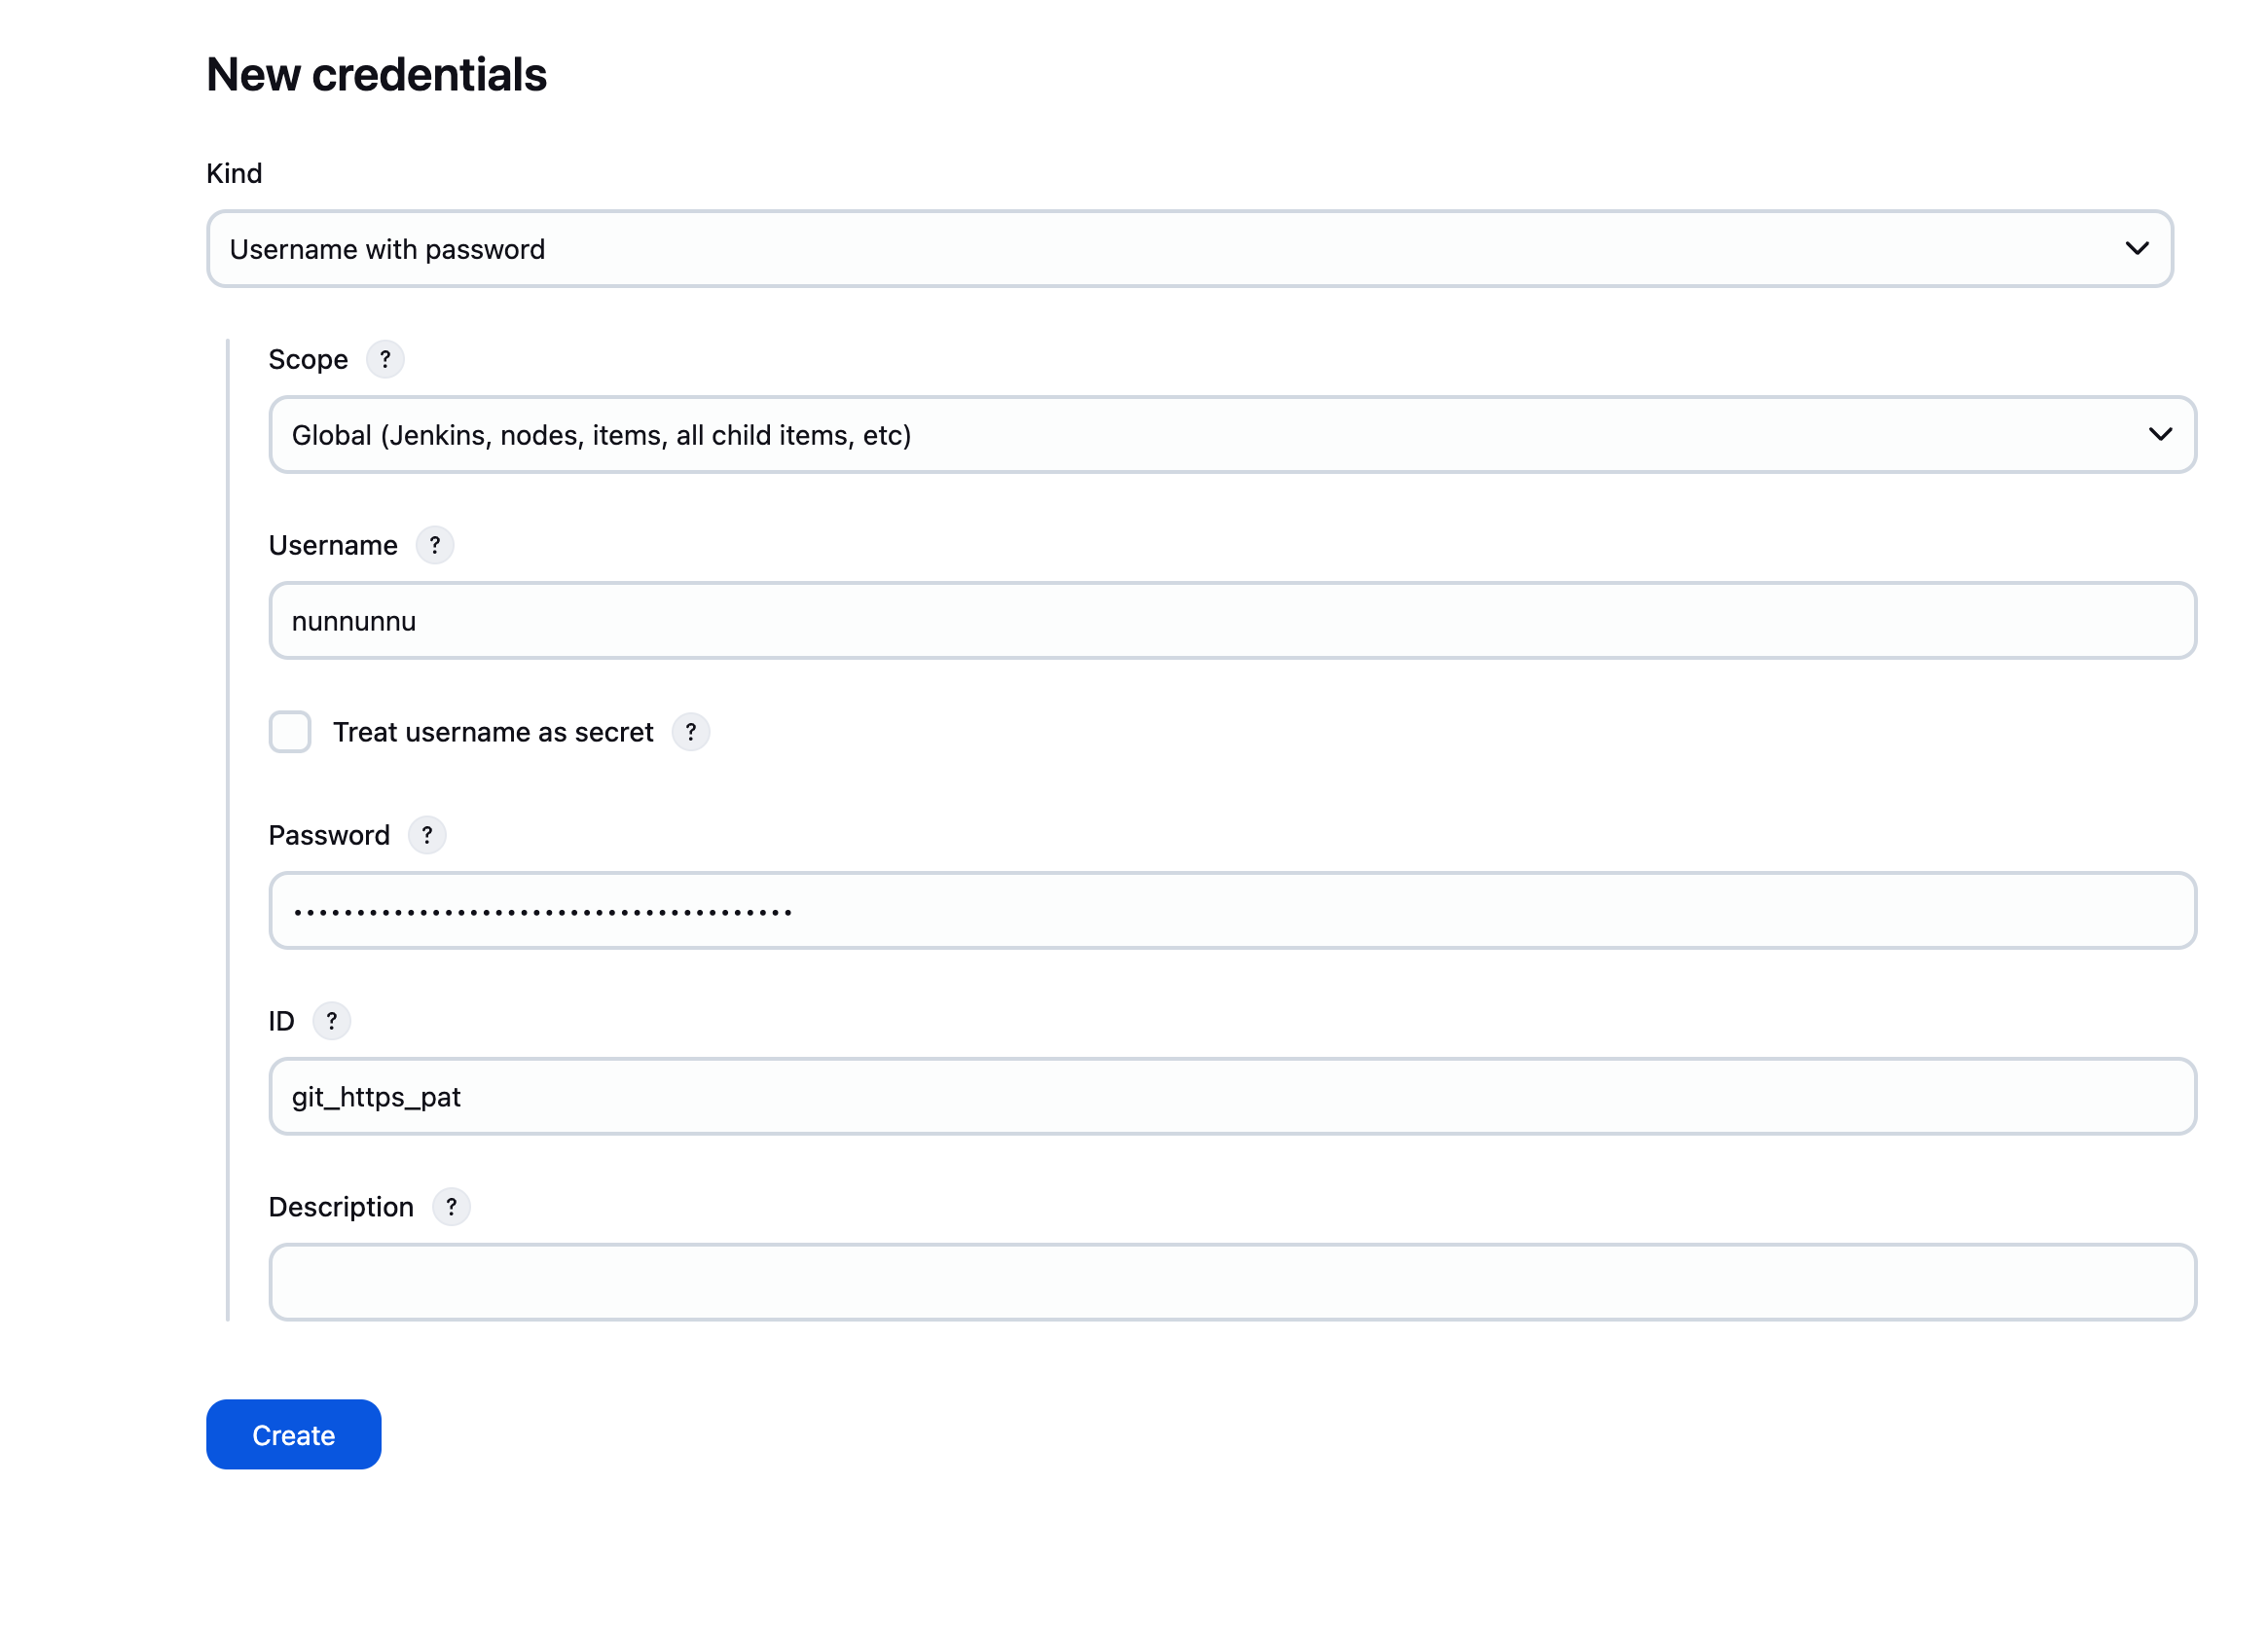 New credentials
Kind
Username with password
Scope ?
Global (Jenkins, nodes, items, all child items, etc)
Username ?
nunnunnu
Treat username as secret ?
Password ?
••••••••••••••••••••••••••••••••••••••••
ID ?
git_https_pat
Description ?
Create